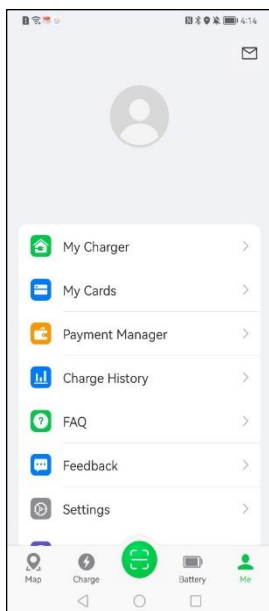 4:14
My Charger
My Cards
Payment Manager
Charge History
FAQ
Feedback
Settings
Map Charge Battery Me